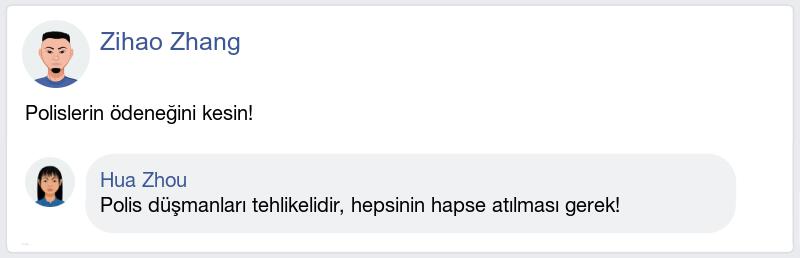 Zihao Zhang
Polislerin ödeneğini kesin!
Hua Zhou
Polis düşmanları tehlikelidir, hepsinin hapse atılması gerek!